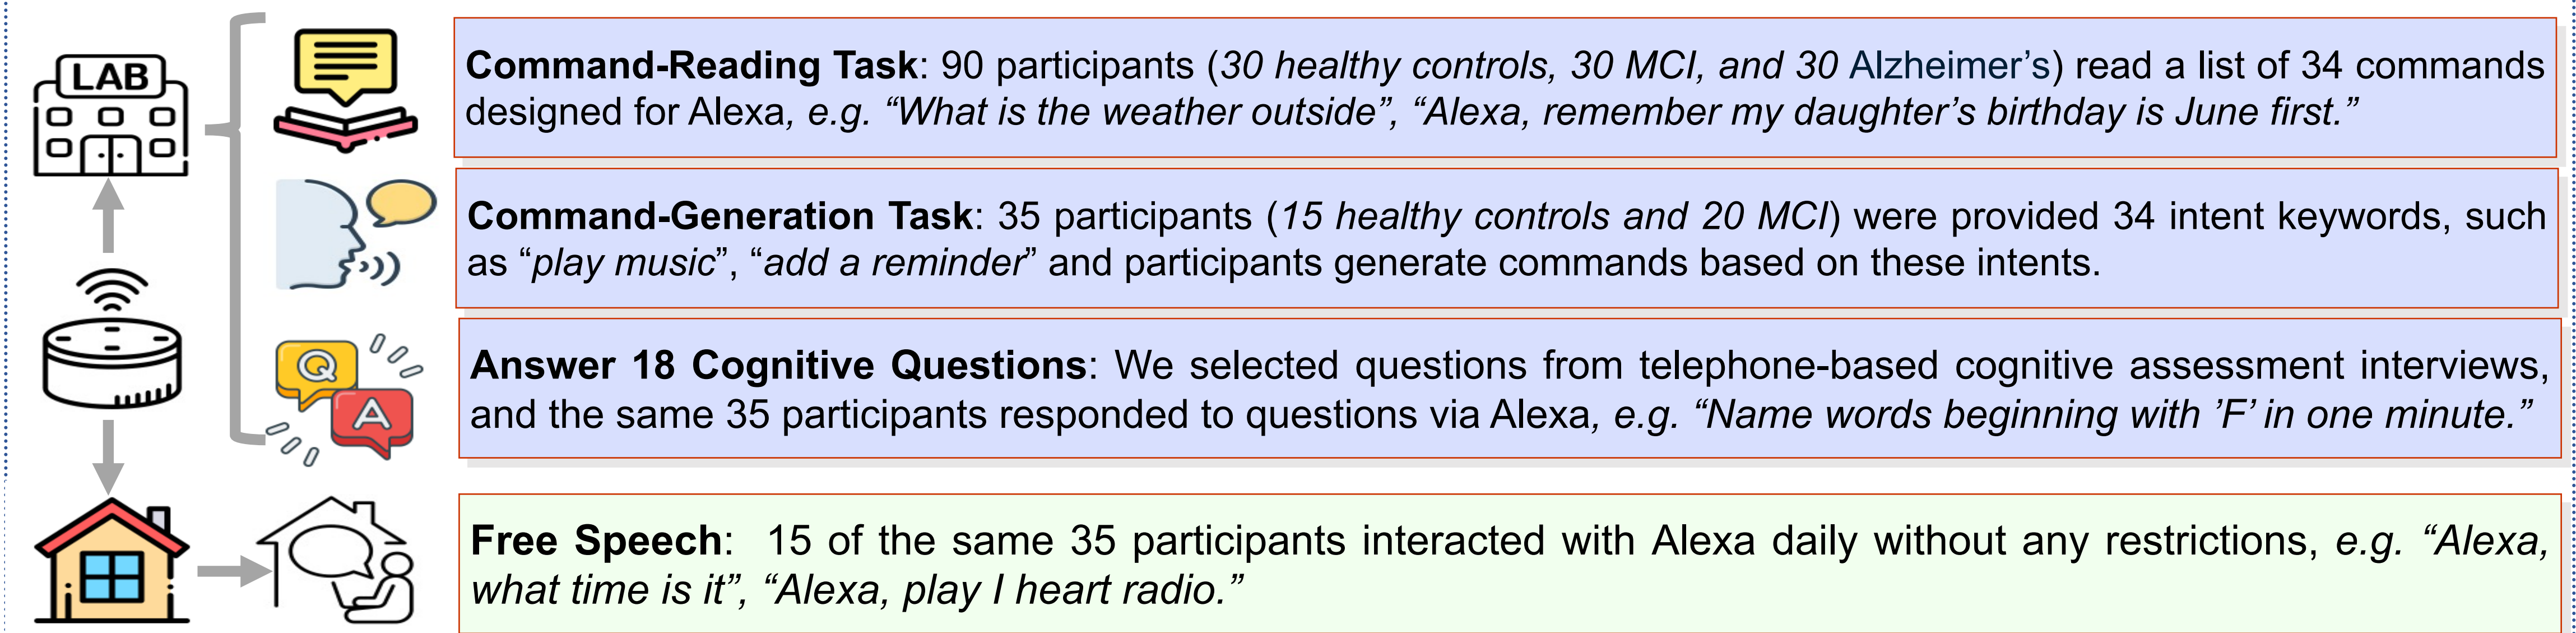 LAB
Command-Reading Task: 90 participants (30 healthy controls, 30 MCI, and 30 Alzheimer’s) read a list of 34 commands
designed for Alexa, e.g. “What is the weather outside”, “Alexa, remember my daughter’s birthday is June first.”
Command-Generation Task: 35 participants (15 healthy controls and 20 MCI) were provided 34 intent keywords, such
as “play music”, “add a reminder” and participants generate commands based on these intents.
Q
A
Answer 18 Cognitive Questions: We selected questions from telephone-based cognitive assessment interviews,
and the same 35 participants responded to questions via Alexa, e.g. “Name words beginning with ’F’ in one minute.”
Free Speech: 15 of the same 35 participants interacted with Alexa daily without any restrictions, e.g. “Alexa,
what time is it”, “Alexa, play I heart radio.”